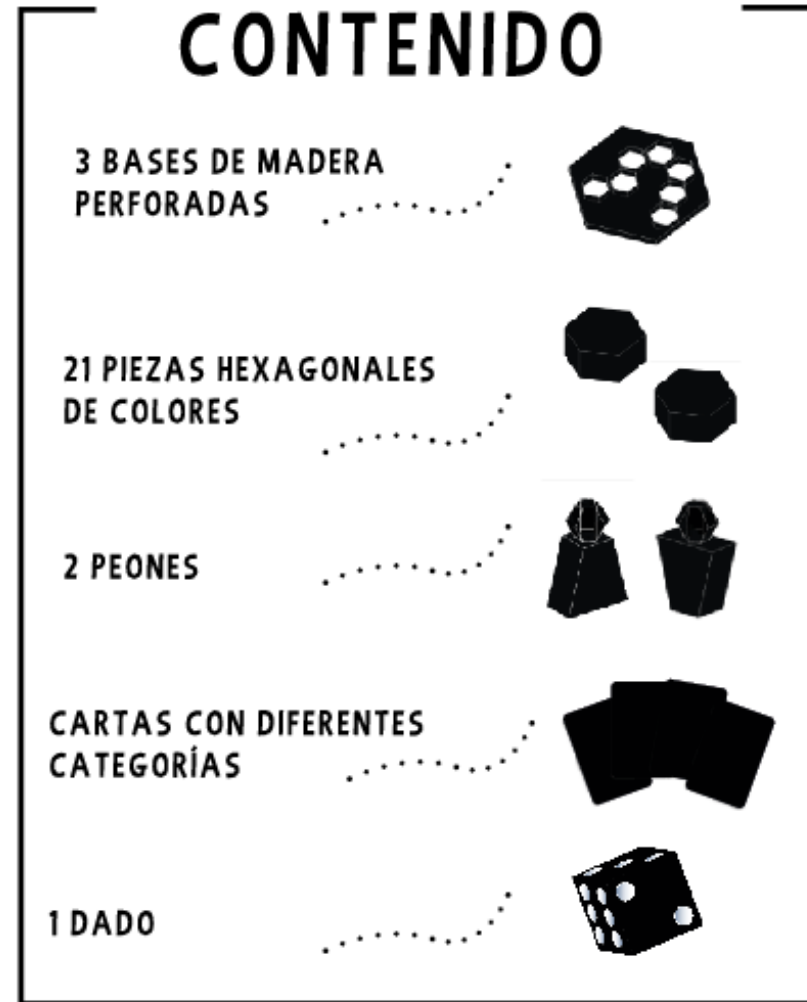 CONTENIDO
3 BASES DE MADERA
PERFORADAS
21 PIEZAS HEXAGONALES
DE COLORES
2 PEONES
CARTAS CON DIFERENTES
CATEGORÍAS
1 DADO